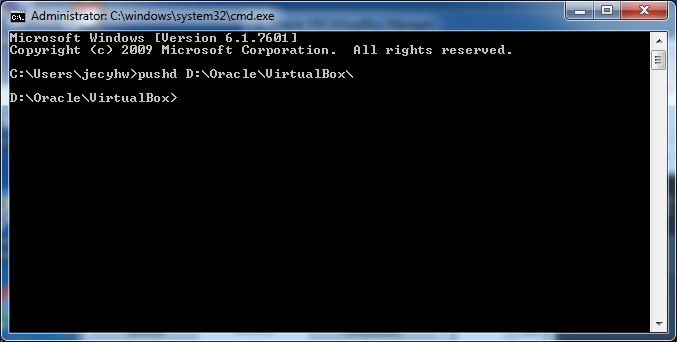 Administrator: C:\windows\system32\cmd.exe
Microsoft Windows [Version 6.1.7601]
Copyright (c) 2009 Microsoft Corporation.  All rights reserved.
C:\Users\jecyhw>pushd D:\Oracle\VirtualBox\
D:\Oracle\VirtualBox>